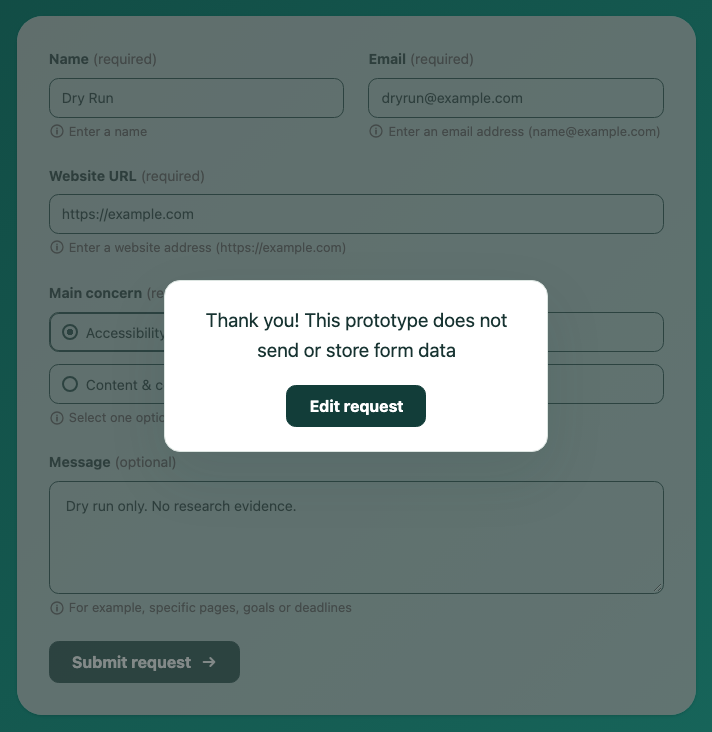 Name (required)
Email (required)
Dry Run
dryrun@example.com
Enter a name
Enter an email address (name@example.com)
Website URL (required)
https://example.com
Enter a website address (https://example.com)
Main concern
Thank you! This prototype does not
send or store form data
Accessibility
Content &
Edit request
Select one
Message (optional)
Dry run only. No research evidence.
For example, specific pages, goals or deadlines
Submit request →